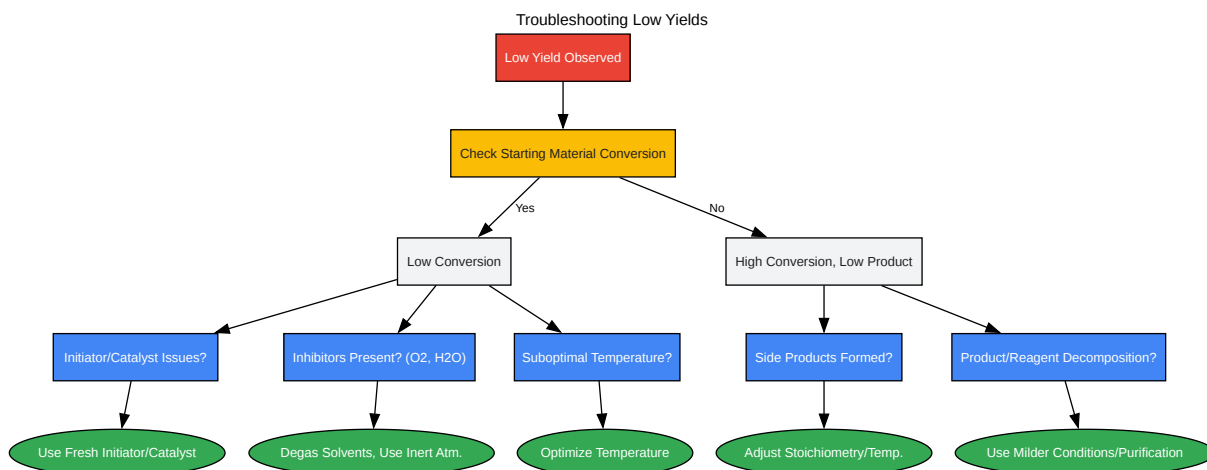 Troubleshooting Low Yields
Low Yield Observed
Check Starting Material Conversion
Yes
No
Low Conversion
High Conversion, Low Product
Initiator/Catalyst Issues?
Inhibitors Present? (O2, H2O)
Suboptimal Temperature?
Side Products Formed?
Product/Reagent Decomposition?
Use Fresh Initiator/Catalyst
Degas Solvents, Use Inert Atm.
Optimize Temperature
Adjust Stoichiometry/Temp.
Use Milder Conditions/Purification